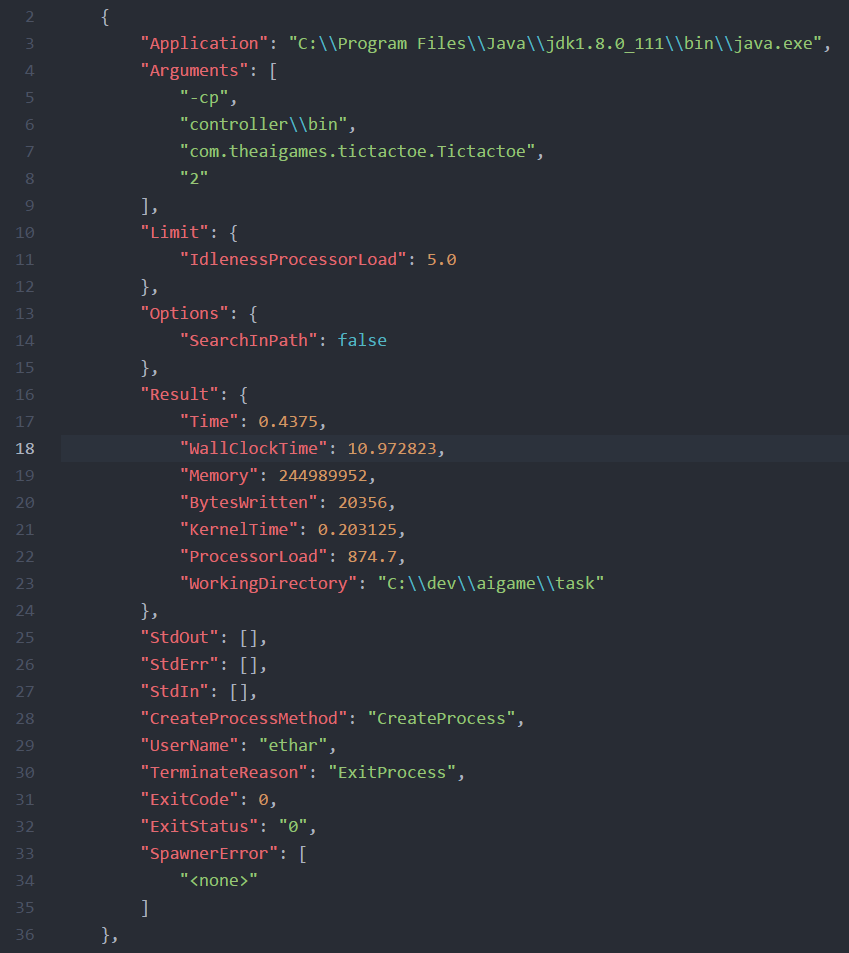 2 {
3 "Application": "C:\\Program Files\\Java\\jdk1.8.0_111\\bin\\java.exe",
4 "Arguments": [
5 "-cp",
6 "controller\\bin",
7 "com.theaigames.tictactoe.Tictactoe",
8 "2"
9 ],
10 "Limit": {
11 "IdlenessProcessorLoad": 5.0
12 },
13 "Options": {
14 "SearchInPath": false
15 },
16 "Result": {
17 "Time": 0.4375,
18 "WallClockTime": 10.972823,
19 "Memory": 244989952,
20 "BytesWritten": 20356,
21 "KernelTime": 0.203125,
22 "ProcessorLoad": 874.7,
23 "WorkingDirectory": "C:\\dev\\aigame\\task"
24 },
25 "StdOut": [],
26 "StdErr": [],
27 "StdIn": [],
28 "CreateProcessMethod": "CreateProcess",
29 "UserName": "ethar",
30 "TerminateReason": "ExitProcess",
31 "ExitCode": 0,
32 "ExitStatus": "0",
33 "SpawnerError": [
34 "<none>"
35 ]
36 },